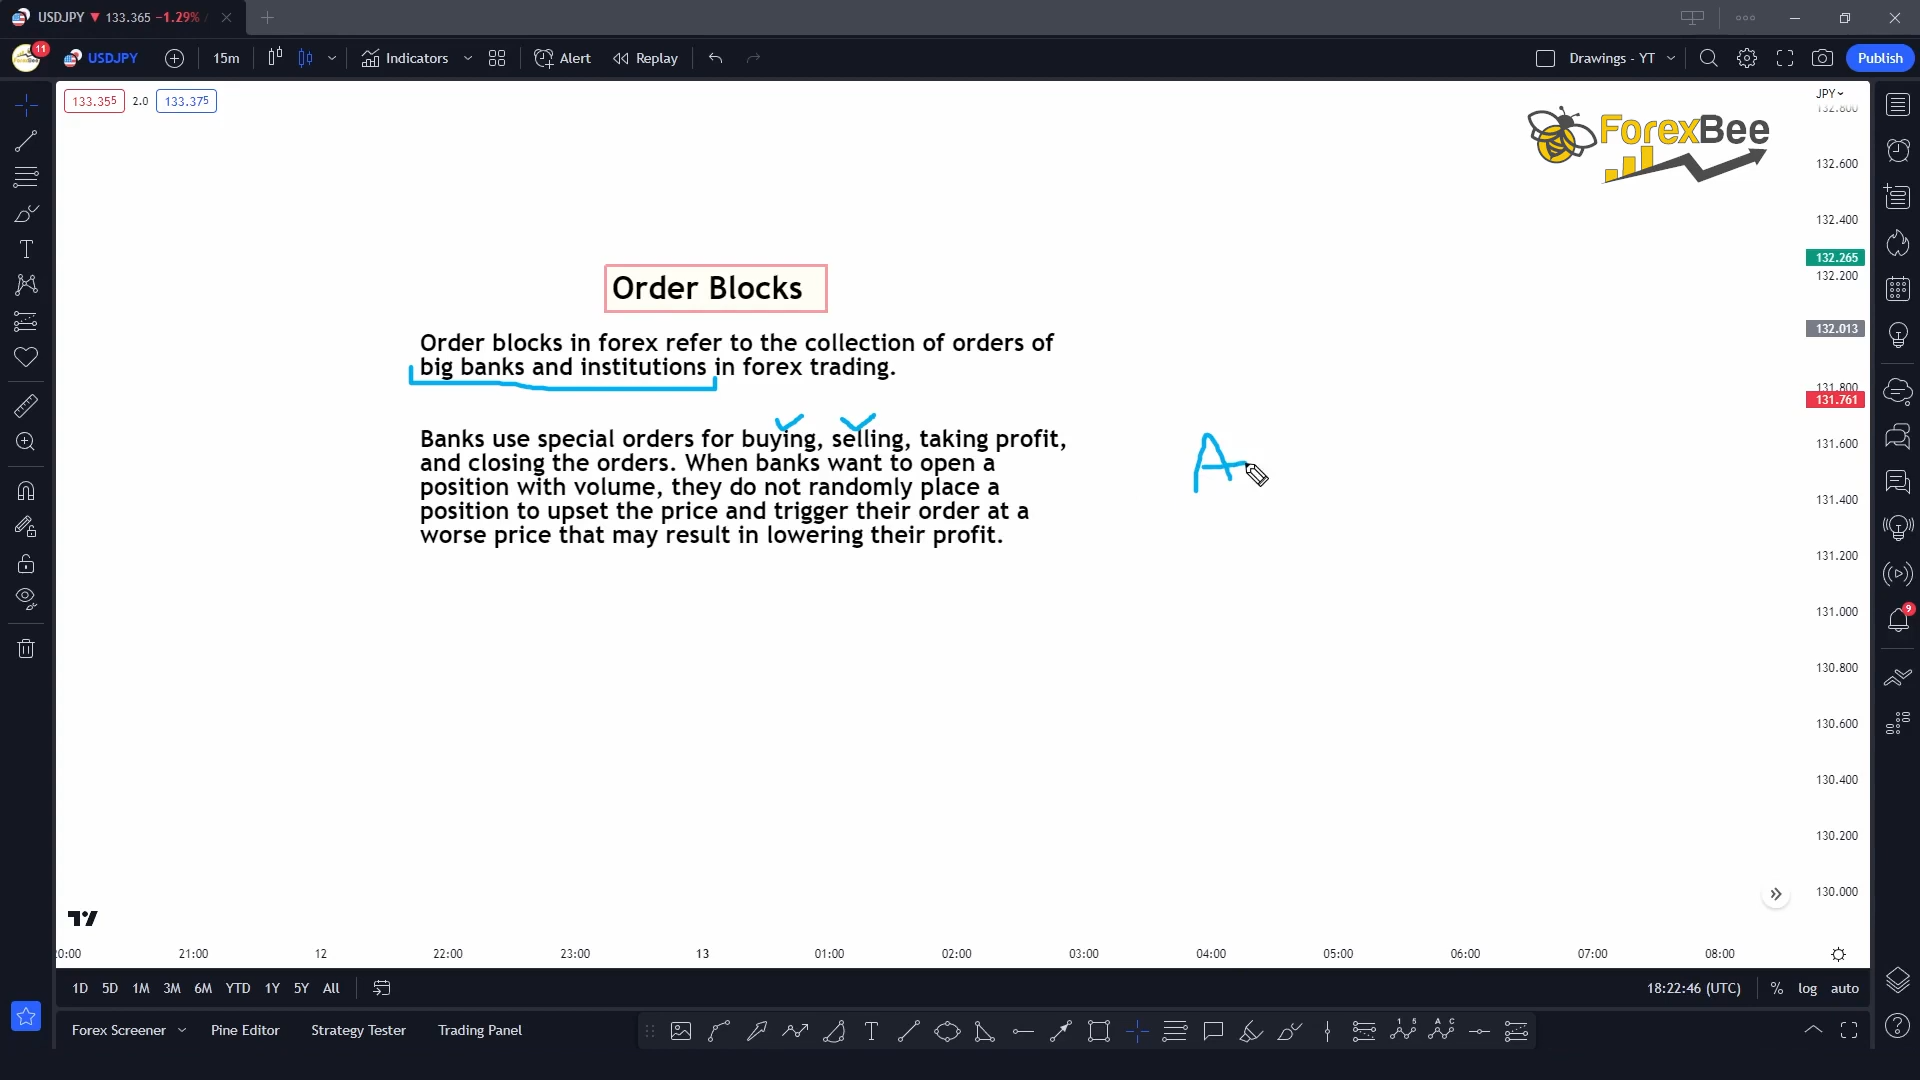 USDJPY 133.365 −1.29% /
11 USDJPY 15m Indicators Alert Replay Drawings - YT Publish
133.355 2.0 133.375
JPY
132.800
ForexBee
132.600
132.400
132.265
132.200
Order Blocks
132.013
Order blocks in forex refer to the collection of orders of
big banks and institutions in forex trading.
131.800
131.761
Banks use special orders for buying, selling, taking profit,
and closing the orders. When banks want to open a
position with volume, they do not randomly place a
position to upset the price and trigger their order at a
worse price that may result in lowering their profit.
A
131.600
131.400
131.200
131.000
9
130.800
130.600
130.400
130.200
130.000
20:00 21:00 12 22:00 23:00 13 01:00 02:00 03:00 04:00 05:00 06:00 07:00 08:00
1D 5D 1M 3M 6M YTD 1Y 5Y All 18:22:46 (UTC) % log auto
Forex Screener Pine Editor Strategy Tester Trading Panel